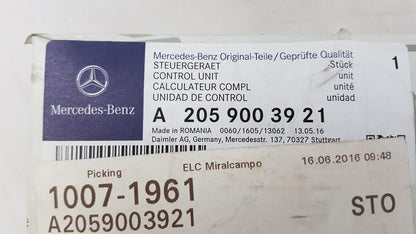 Mercedes-Benz
Mercedes-Benz Original-Teile/Geprüfte Qualität
STEUERGERAET Stück 1
CONTROL UNIT unit
CALCULATEUR COMPL unité
UNIDAD DE CONTROL unidad
A 205 900 39 21
Made in ROMANIA 0060/1605/13062 13.05.16
Daimler AG, Germany, Mercedesstr. 137, 70327 Stuttgart
Picking ELC Miralcampo 16.06.2016 09:48
1007-1961 STO
A2059003921